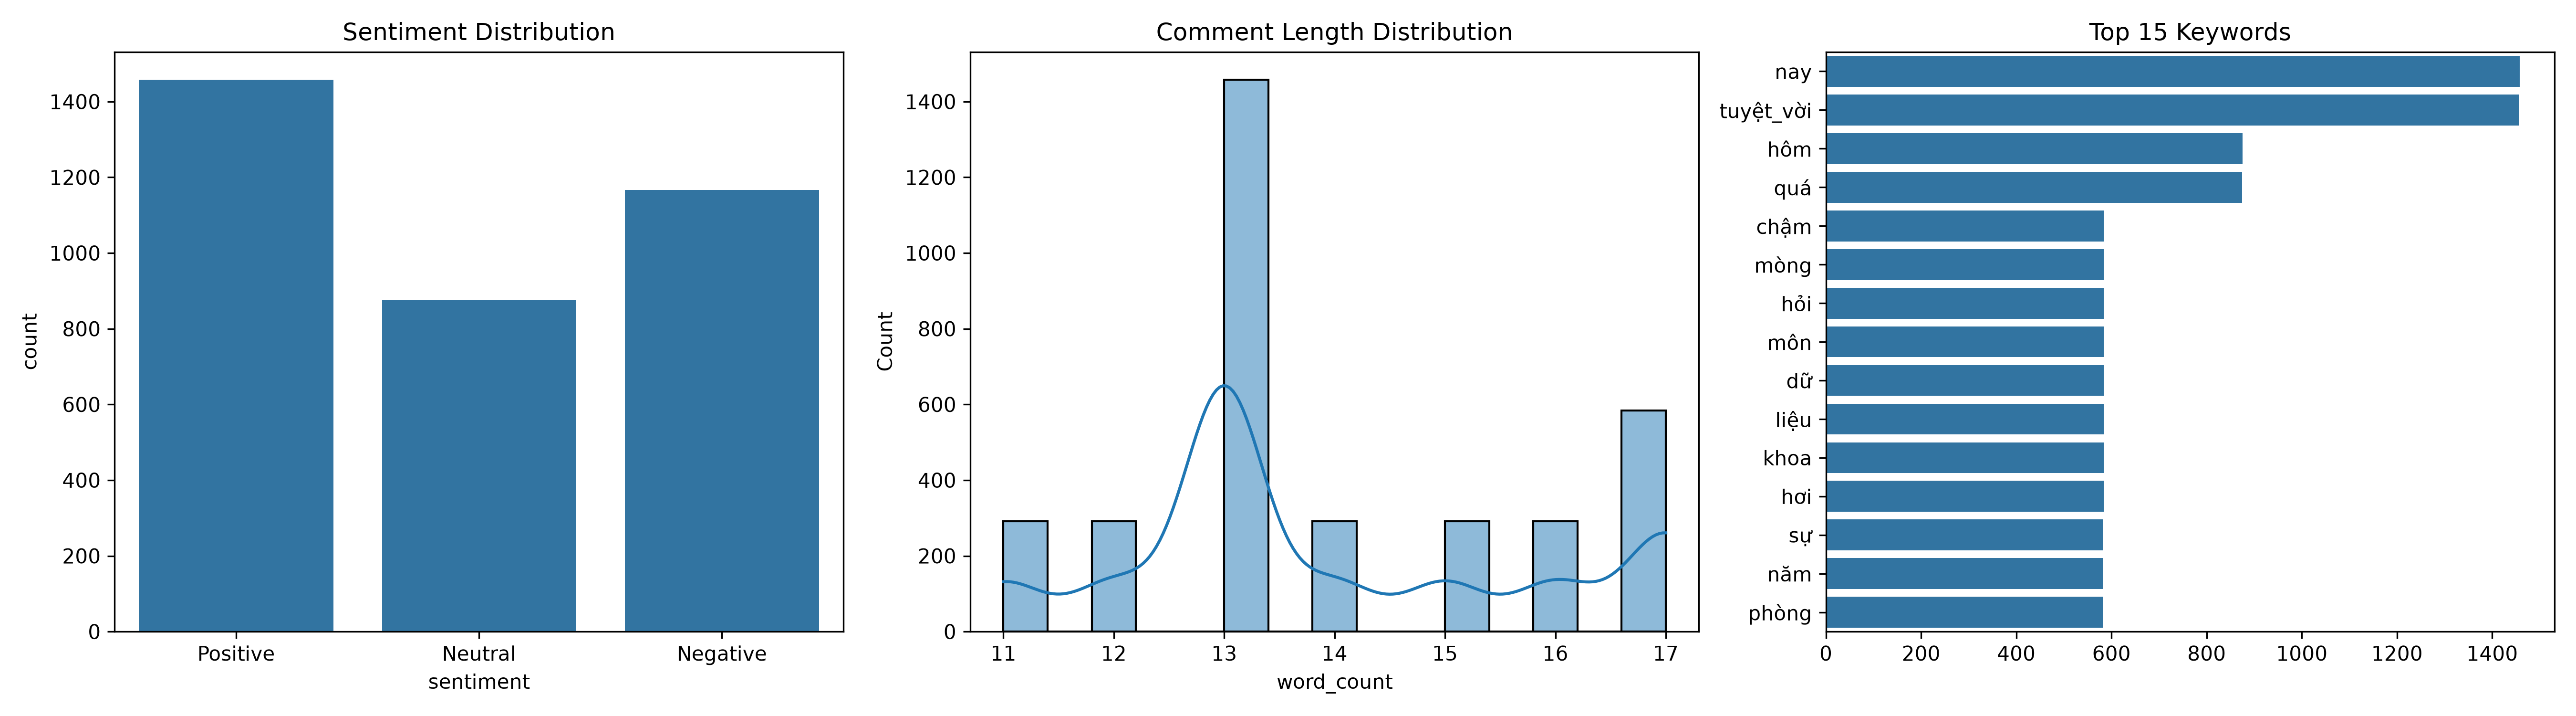 Sentiment Distribution
count
1400
1200
1000
800
600
400
200
0
Positive Neutral Negative
sentiment
Comment Length Distribution
Count
1400
1200
1000
800
600
400
200
0
11 12 13 14 15 16 17
word_count
Top 15 Keywords
nay
tuyệt_vời
hôm
quá
chậm
mòng
hỏi
môn
dữ
liệu
khoa
hơi
sự
năm
phòng
0 200 400 600 800 1000 1200 1400